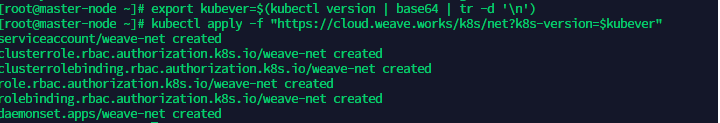 [root@master-node ~]# export kubever=$(kubectl version | base64 | tr -d '\n')
[root@master-node ~]# kubectl apply -f "https://cloud.weave.works/k8s/net?k8s-version=$kubever"
serviceaccount/weave-net created
clusterrole.rbac.authorization.k8s.io/weave-net created
clusterrolebinding.rbac.authorization.k8s.io/weave-net created
role.rbac.authorization.k8s.io/weave-net created
rolebinding.rbac.authorization.k8s.io/weave-net created
daemonset.apps/weave-net created